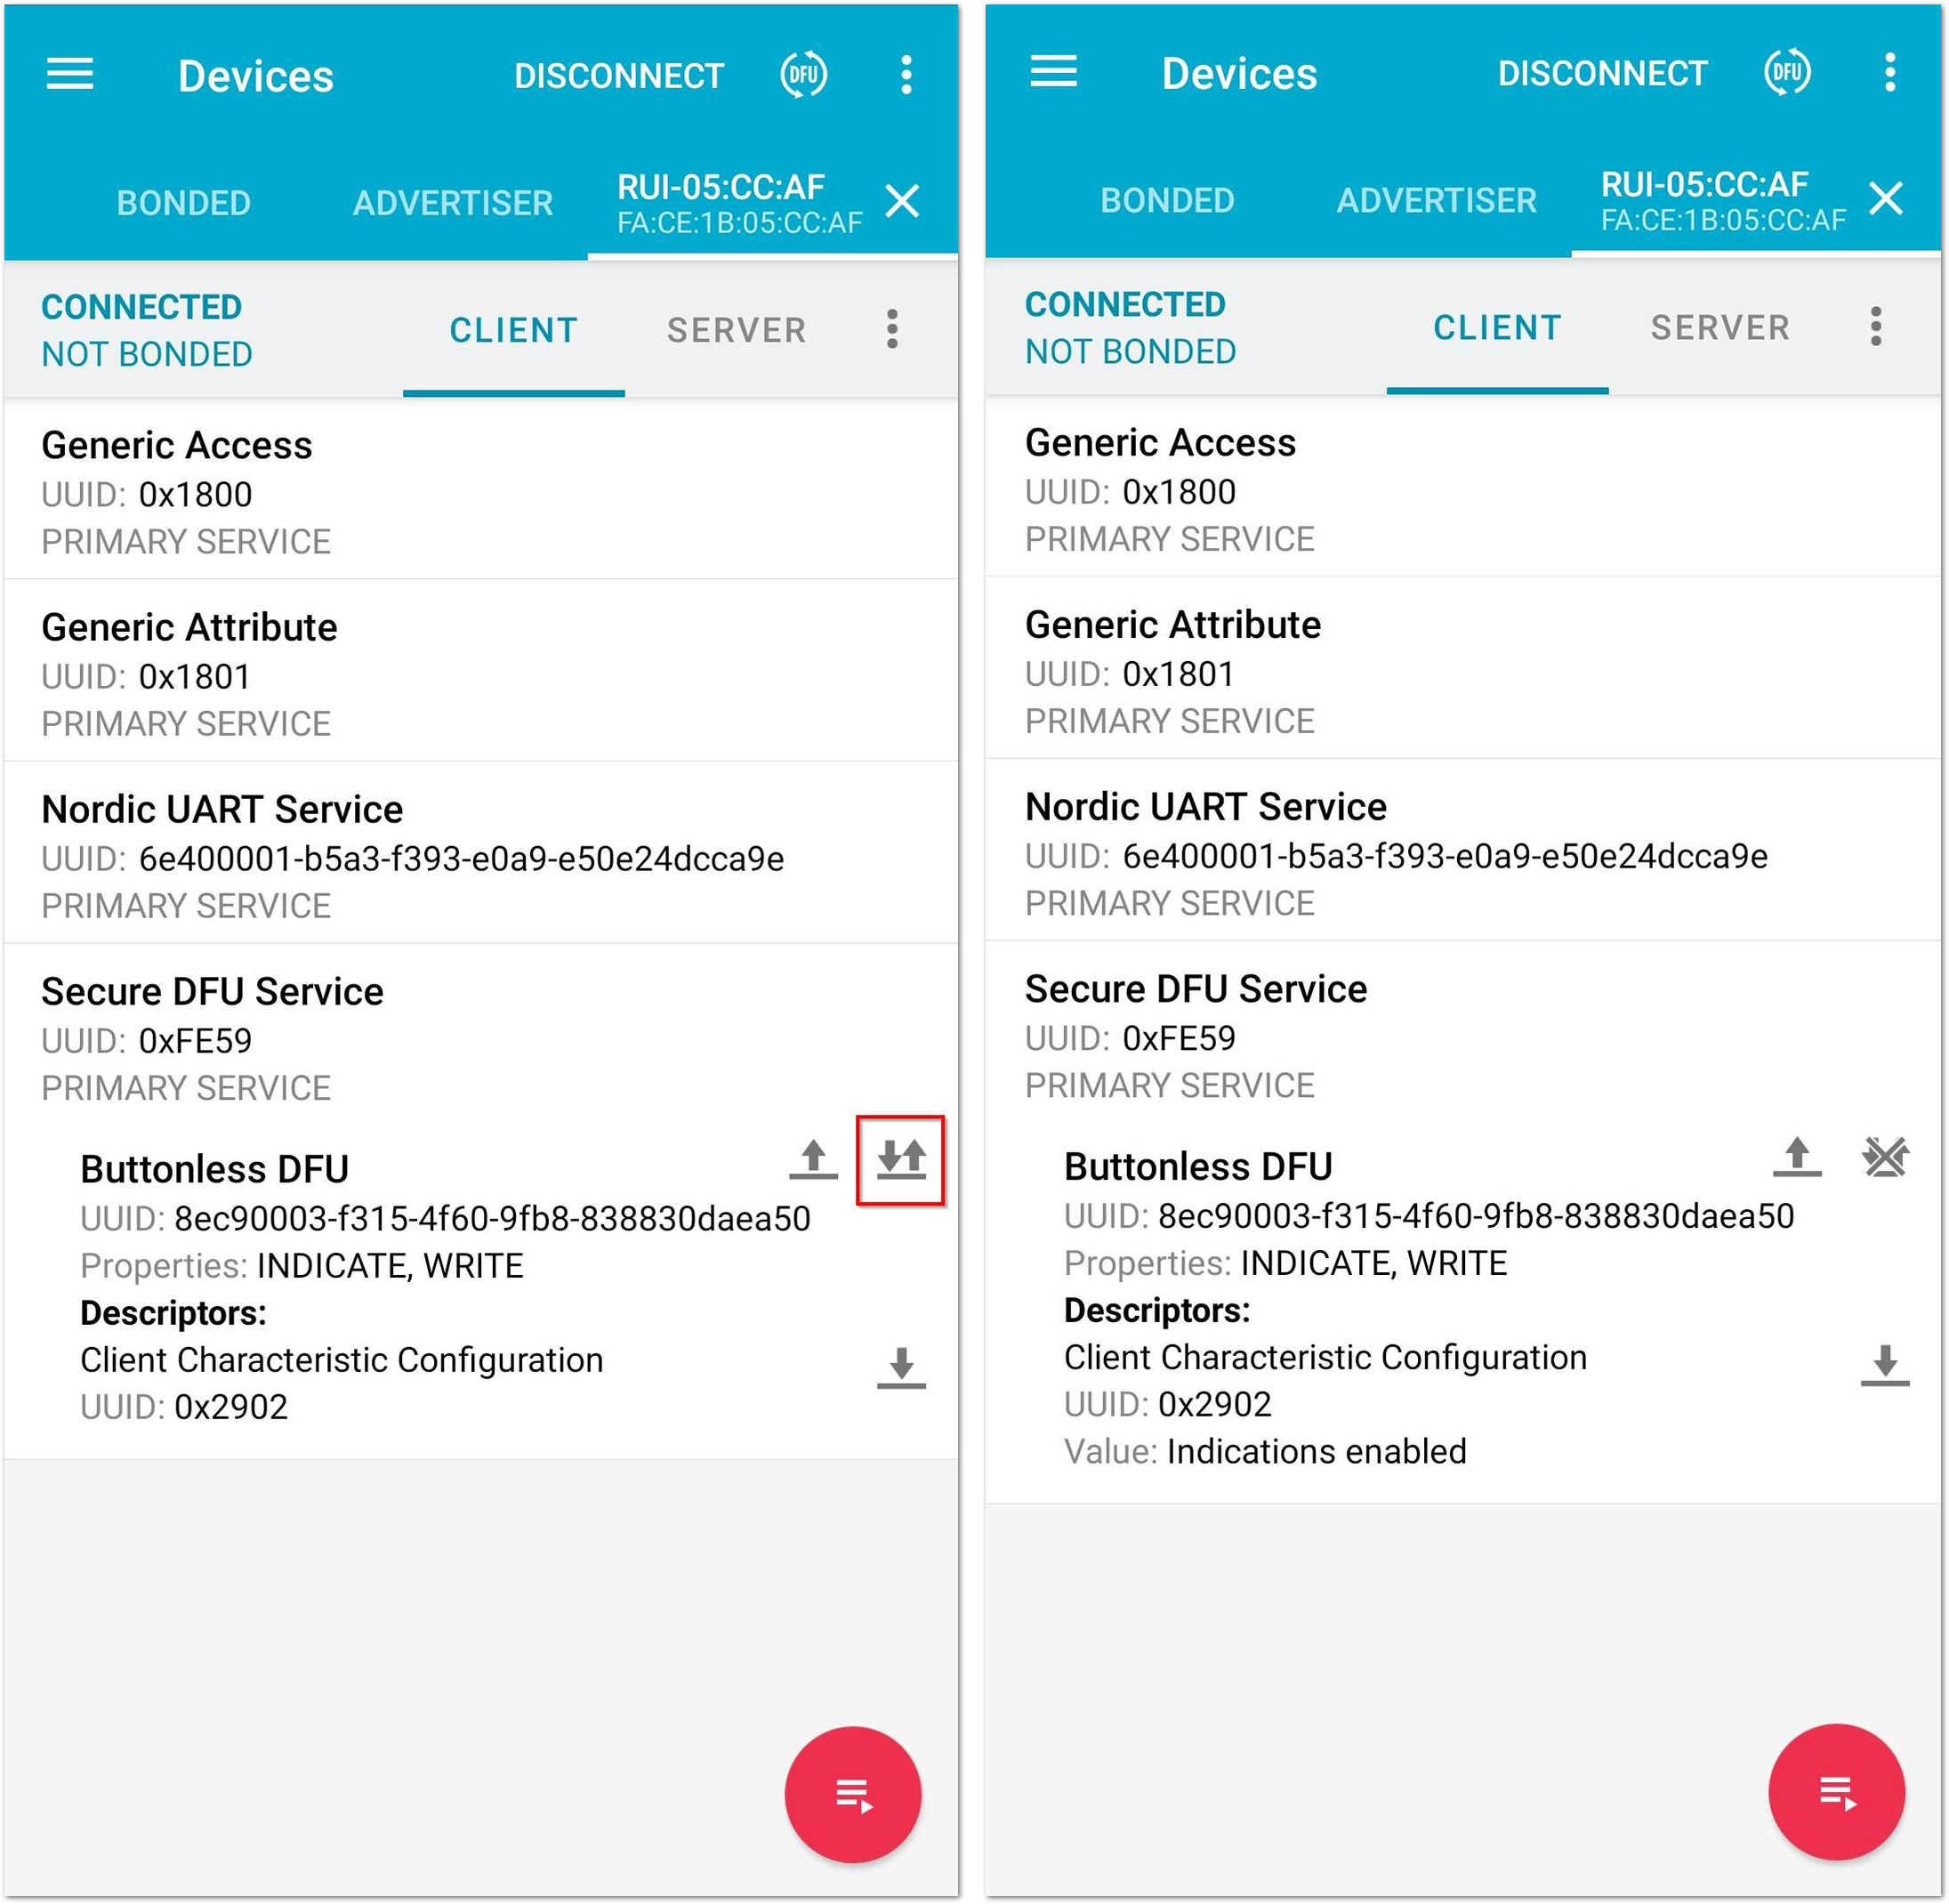 Devices DISCONNECT DFU
BONDED ADVERTISER RUI-05:CC:AF
FA:CE:1B:05:CC:AF
CONNECTED
NOT BONDED
CLIENT SERVER
Generic Access
UUID: 0x1800
PRIMARY SERVICE
Generic Attribute
UUID: 0x1801
PRIMARY SERVICE
Nordic UART Service
UUID: 6e400001-b5a3-f393-e0a9-e50e24dcca9e
PRIMARY SERVICE
Secure DFU Service
UUID: 0xFE59
PRIMARY SERVICE
Buttonless DFU
UUID: 8ec90003-f315-4f60-9fb8-838830daea50
Properties: INDICATE, WRITE
Descriptors:
Client Characteristic Configuration
UUID: 0x2902
Devices DISCONNECT DFU
BONDED ADVERTISER RUI-05:CC:AF
FA:CE:1B:05:CC:AF
CONNECTED
NOT BONDED
CLIENT SERVER
Generic Access
UUID: 0x1800
PRIMARY SERVICE
Generic Attribute
UUID: 0x1801
PRIMARY SERVICE
Nordic UART Service
UUID: 6e400001-b5a3-f393-e0a9-e50e24dcca9e
PRIMARY SERVICE
Secure DFU Service
UUID: 0xFE59
PRIMARY SERVICE
Buttonless DFU
UUID: 8ec90003-f315-4f60-9fb8-838830daea50
Properties: INDICATE, WRITE
Descriptors:
Client Characteristic Configuration
UUID: 0x2902
Value: Indications enabled